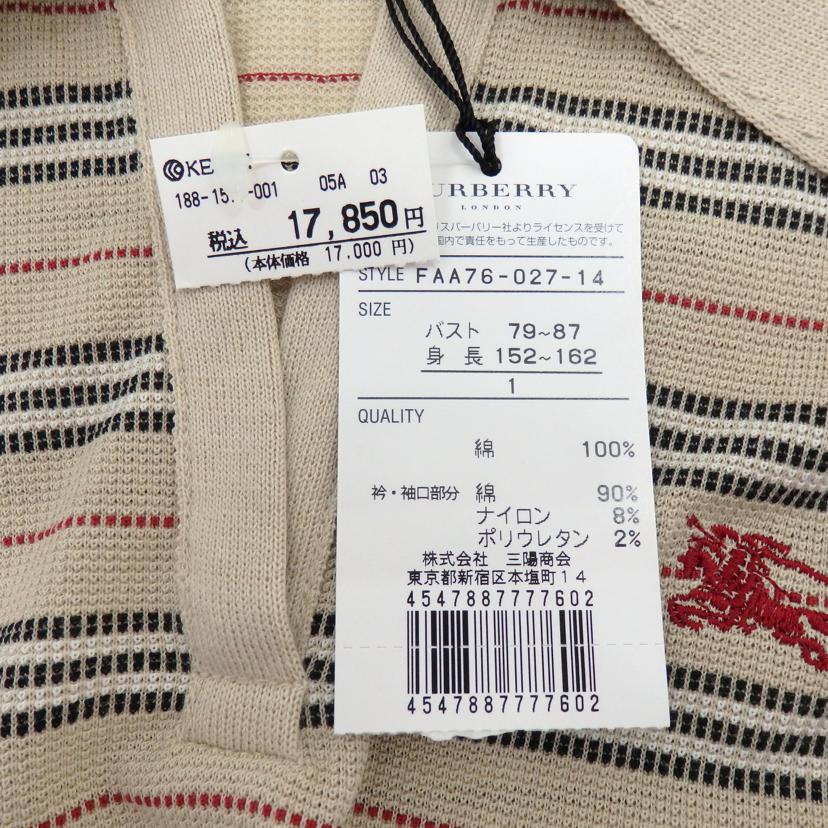 KE
188-15 -001 05A 03
税込 17,850円
(本体価格 17,000 円)
URBERRY
LONDON
リスバーバリー社よりライセンスを受けて
国内で責任をもって生産したものです。
STYLE FAA76-027-14
SIZE
バスト 79~87
身長 152~162
1
QUALITY
綿 100%
衿・袖口部分 綿 90%
ナイロン 8%
ポリウレタン 2%
株式会社 三陽商会
東京都新宿区本塩町14
4547887777602
4547887777602